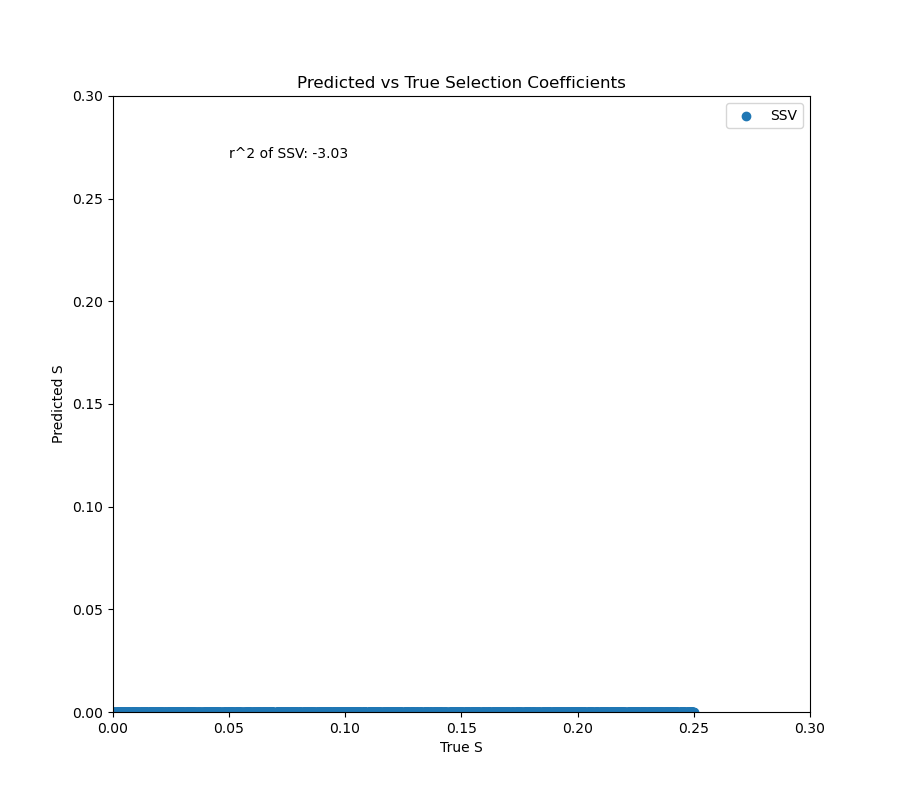 Predicted vs True Selection Coefficients
SSV
r^2 of SSV: -3.03
Predicted S
0.30
0.25
0.20
0.15
0.10
0.05
0.00
0.00 0.05 0.10 0.15 0.20 0.25 0.30
True S